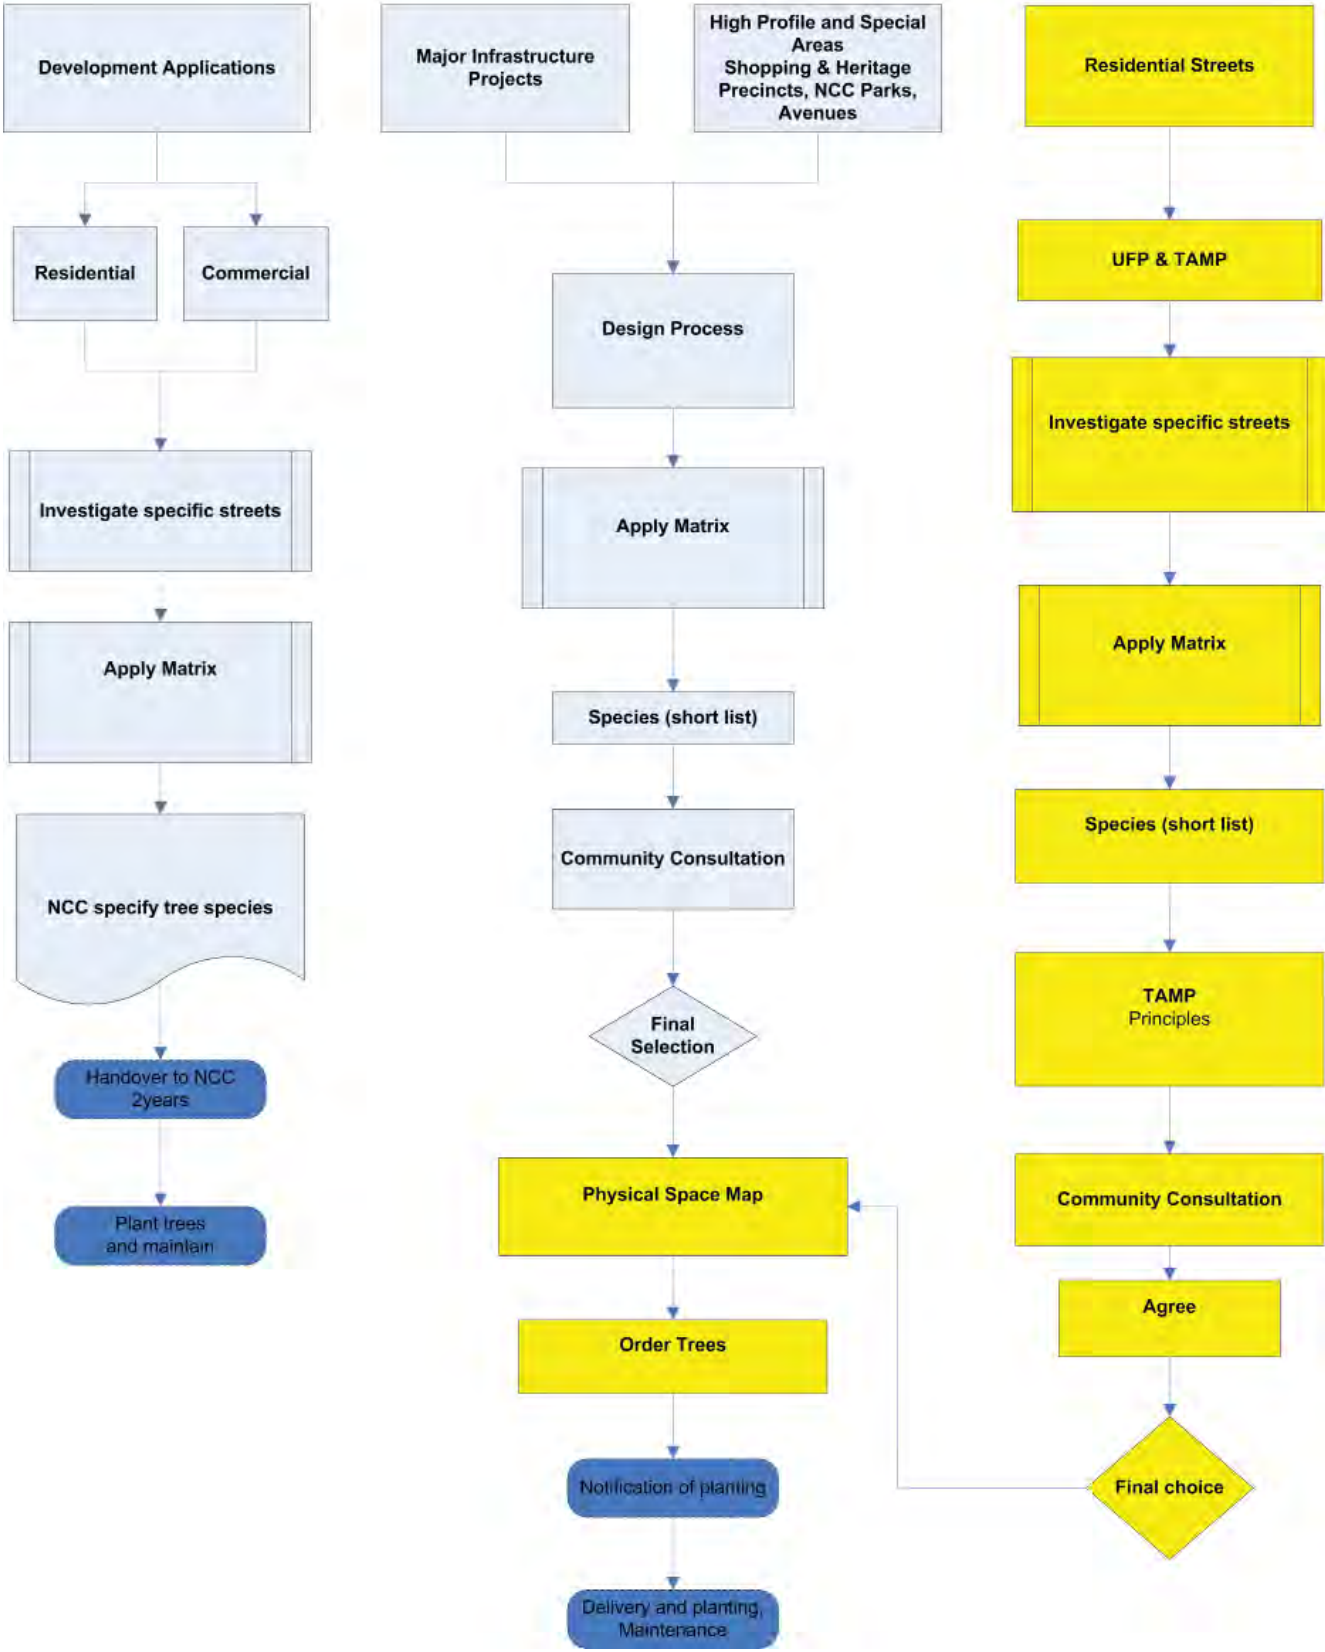 Development Applications
Residential
Commercial
Investigate specific streets
Apply Matrix
NCC specify tree species
Handover to NCC
2years
Plant trees
and maintain
Major Infrastructure
Projects
High Profile and Special
Areas
Shopping & Heritage
Precincts, NCC Parks,
Avenues
Design Process
Apply Matrix
Species (short list)
Community Consultation
Final
Selection
Physical Space Map
Order Trees
Notification of planting
Delivery and planting,
Maintenance
Residential Streets
UFP & TAMP
Investigate specific streets
Apply Matrix
Species (short list)
TAMP
Principles
Community Consultation
Agree
Final choice